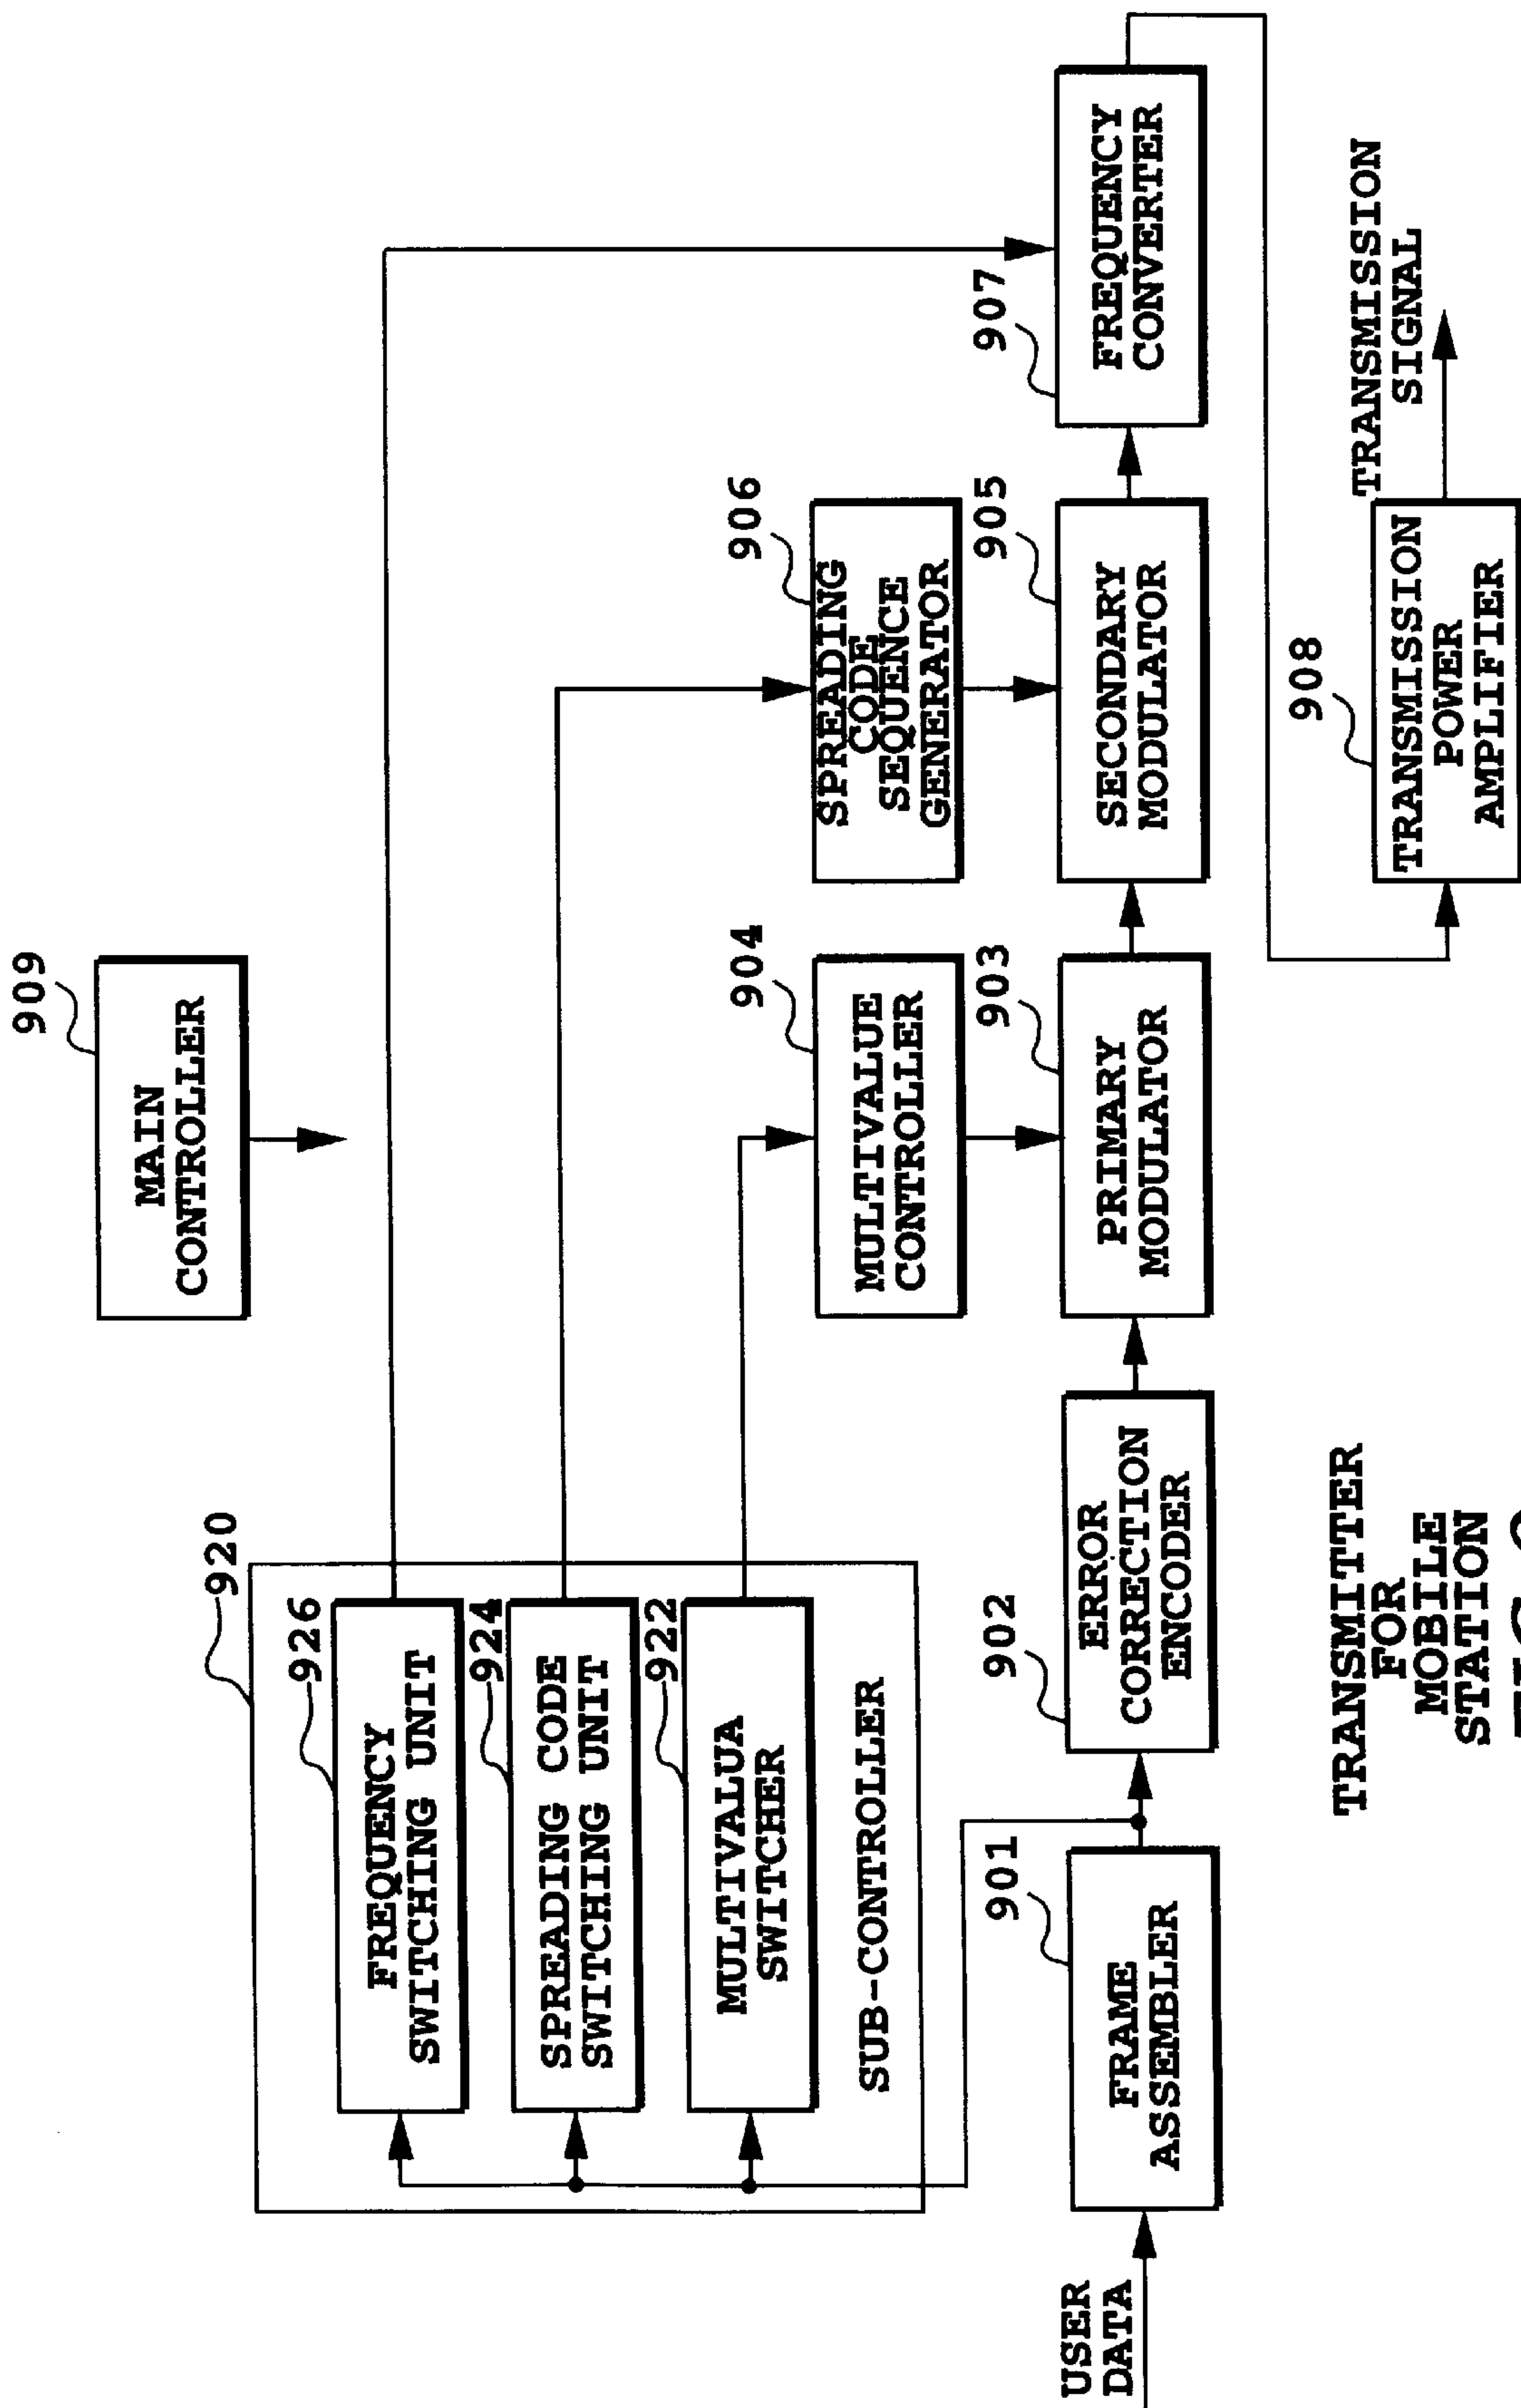 909
MAIN
CONTROLLER
920
926
FREQUENCY
SWITCHING UNIT
924
SPREADING CODE
SWITCHING UNIT
922
MULTIVALUA
SWITCHER
SUB-CONTROLLER
904
MULTIVALUE
CONTROLLER
906
SPREADING
CODE
SEQUENCE
GENERATOR
USER
DATA
901
FRAME
ASSEMBLER
902
ERROR
CORRECTION
ENCODER
903
PRIMARY
MODULATOR
905
SECONDARY
MODULATOR
907
FREQUENCY
CONVERTER
908
TRANSMISSION
POWER
AMPLIFIER
TRANSMISSION
SIGNAL
TRANSMITTER
FOR
MOBILE
STATION